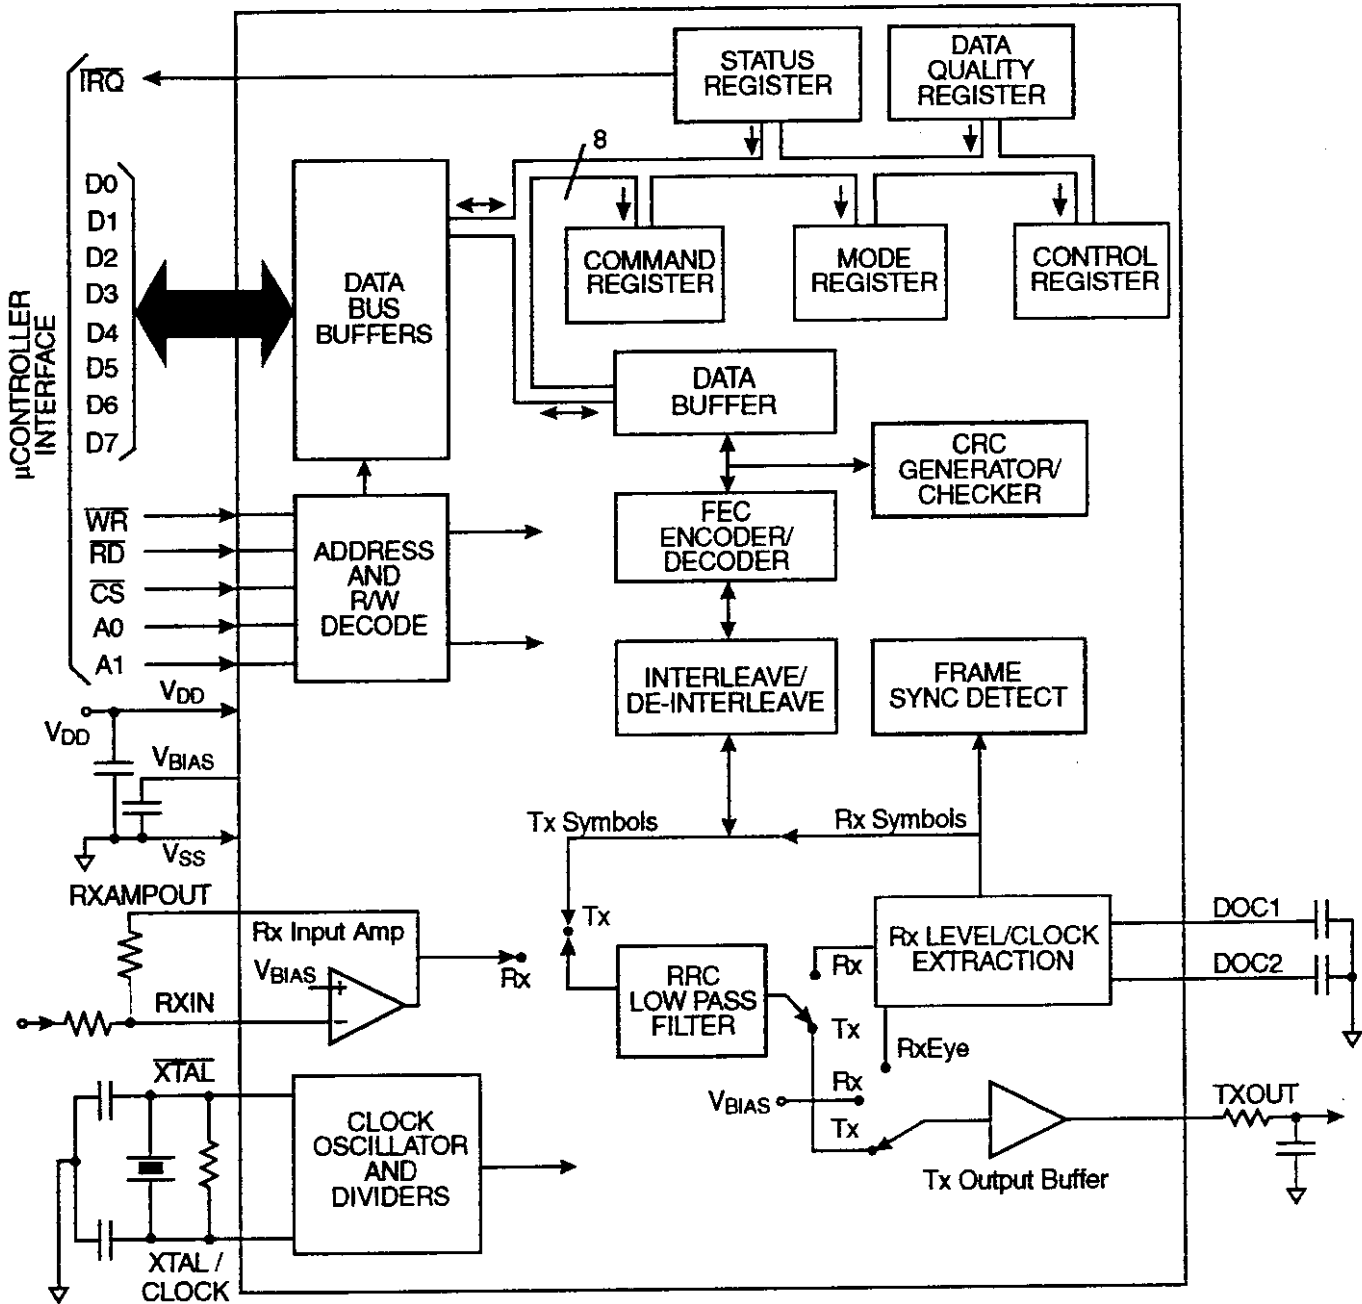 STATUS
REGISTER
DATA
QUALITY
REGISTER
IRQ
8
D0
D1
D2
D3
D4
D5
D6
D7
µCONTROLLER
INTERFACE
DATA
BUS
BUFFERS
COMMAND
REGISTER
MODE
REGISTER
CONTROL
REGISTER
DATA
BUFFER
CRC
GENERATOR/
CHECKER
FEC
ENCODER/
DECODER
WR
RD
CS
A0
A1
ADDRESS
AND
R/W
DECODE
INTERLEAVE/
DE-INTERLEAVE
FRAME
SYNC DETECT
VDD
VDD
VBIAS
VSS
Tx Symbols
Rx Symbols
RXAMPOUT
Rx Input Amp
VBIAS
+
−
RXIN
Rx
Tx
RRC
LOW PASS
FILTER
Rx
Tx
Rx LEVEL/CLOCK
EXTRACTION
DOC1
DOC2
RxEye
VBIAS
Rx
Tx
Tx Output Buffer
TXOUT
XTAL
CLOCK
OSCILLATOR
AND
DIVIDERS
XTAL /
CLOCK